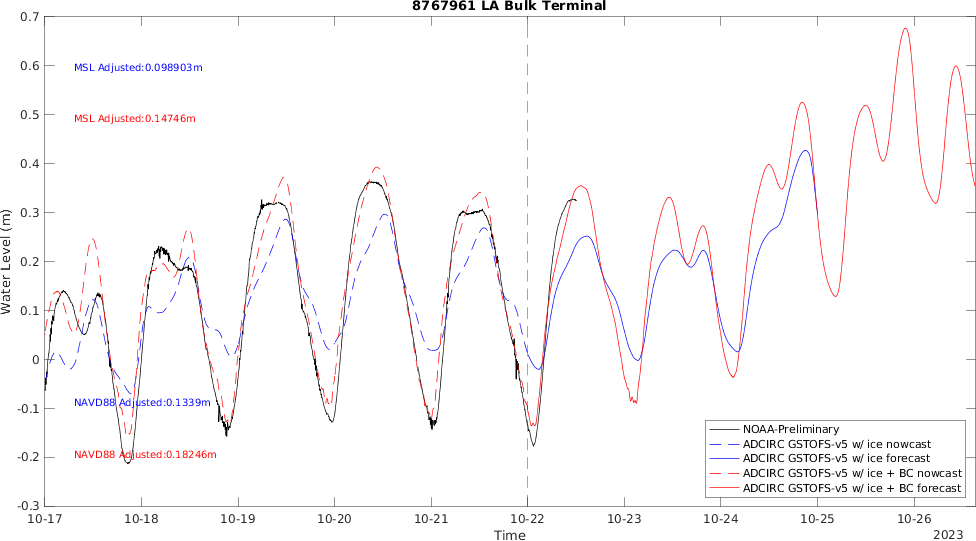 8767961 LA Bulk Terminal
0.7
0.6
0.5
0.4
0.3
0.2
0.1
0
-0.1
-0.2
-0.3
Water Level (m)
MSL Adjusted:0.098903m
MSL Adjusted:0.14746m
NAVD88 Adjusted:0.1339m
NAVD88 Adjusted:0.18246m
NOAA-Preliminary
ADCIRC GSTOFS-v5 w/ ice nowcast
ADCIRC GSTOFS-v5 w/ ice forecast
ADCIRC GSTOFS-v5 w/ ice + BC nowcast
ADCIRC GSTOFS-v5 w/ ice + BC forecast
10-17 10-18 10-19 10-20 10-21 10-22 10-23 10-24 10-25 10-26
Time
2023